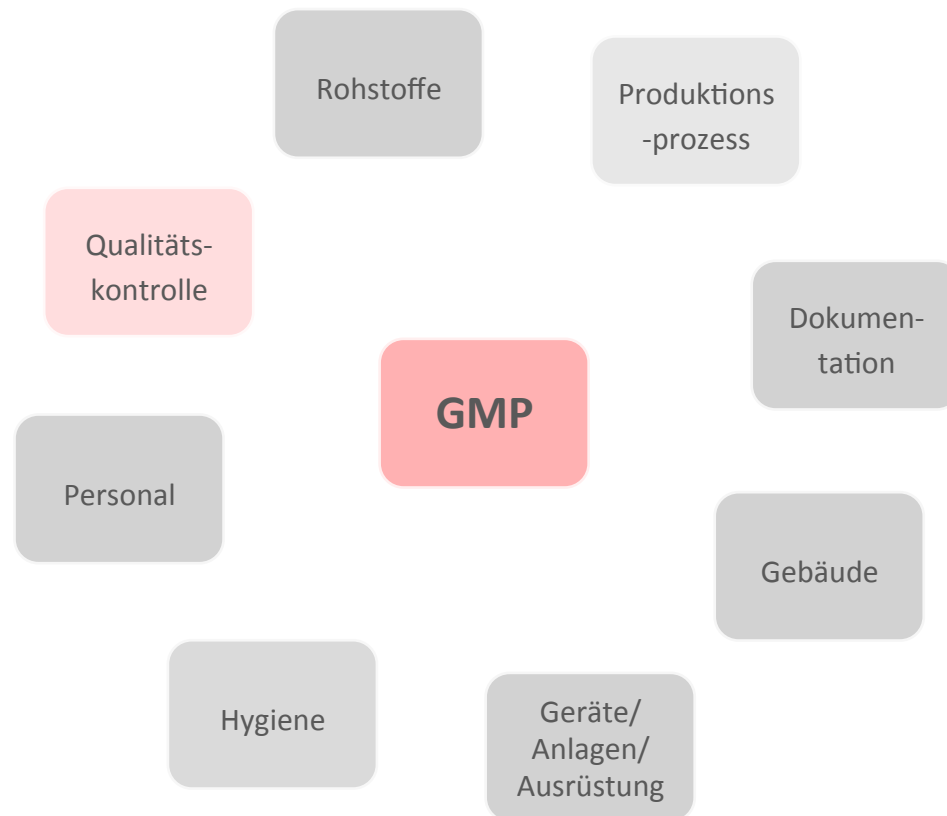 Rohstoffe
Produktions
-prozess
Qualitäts-
kontrolle
Dokumen-
tation
GMP
Personal
Gebäude
Hygiene
Geräte/
Anlagen/
Ausrüstung